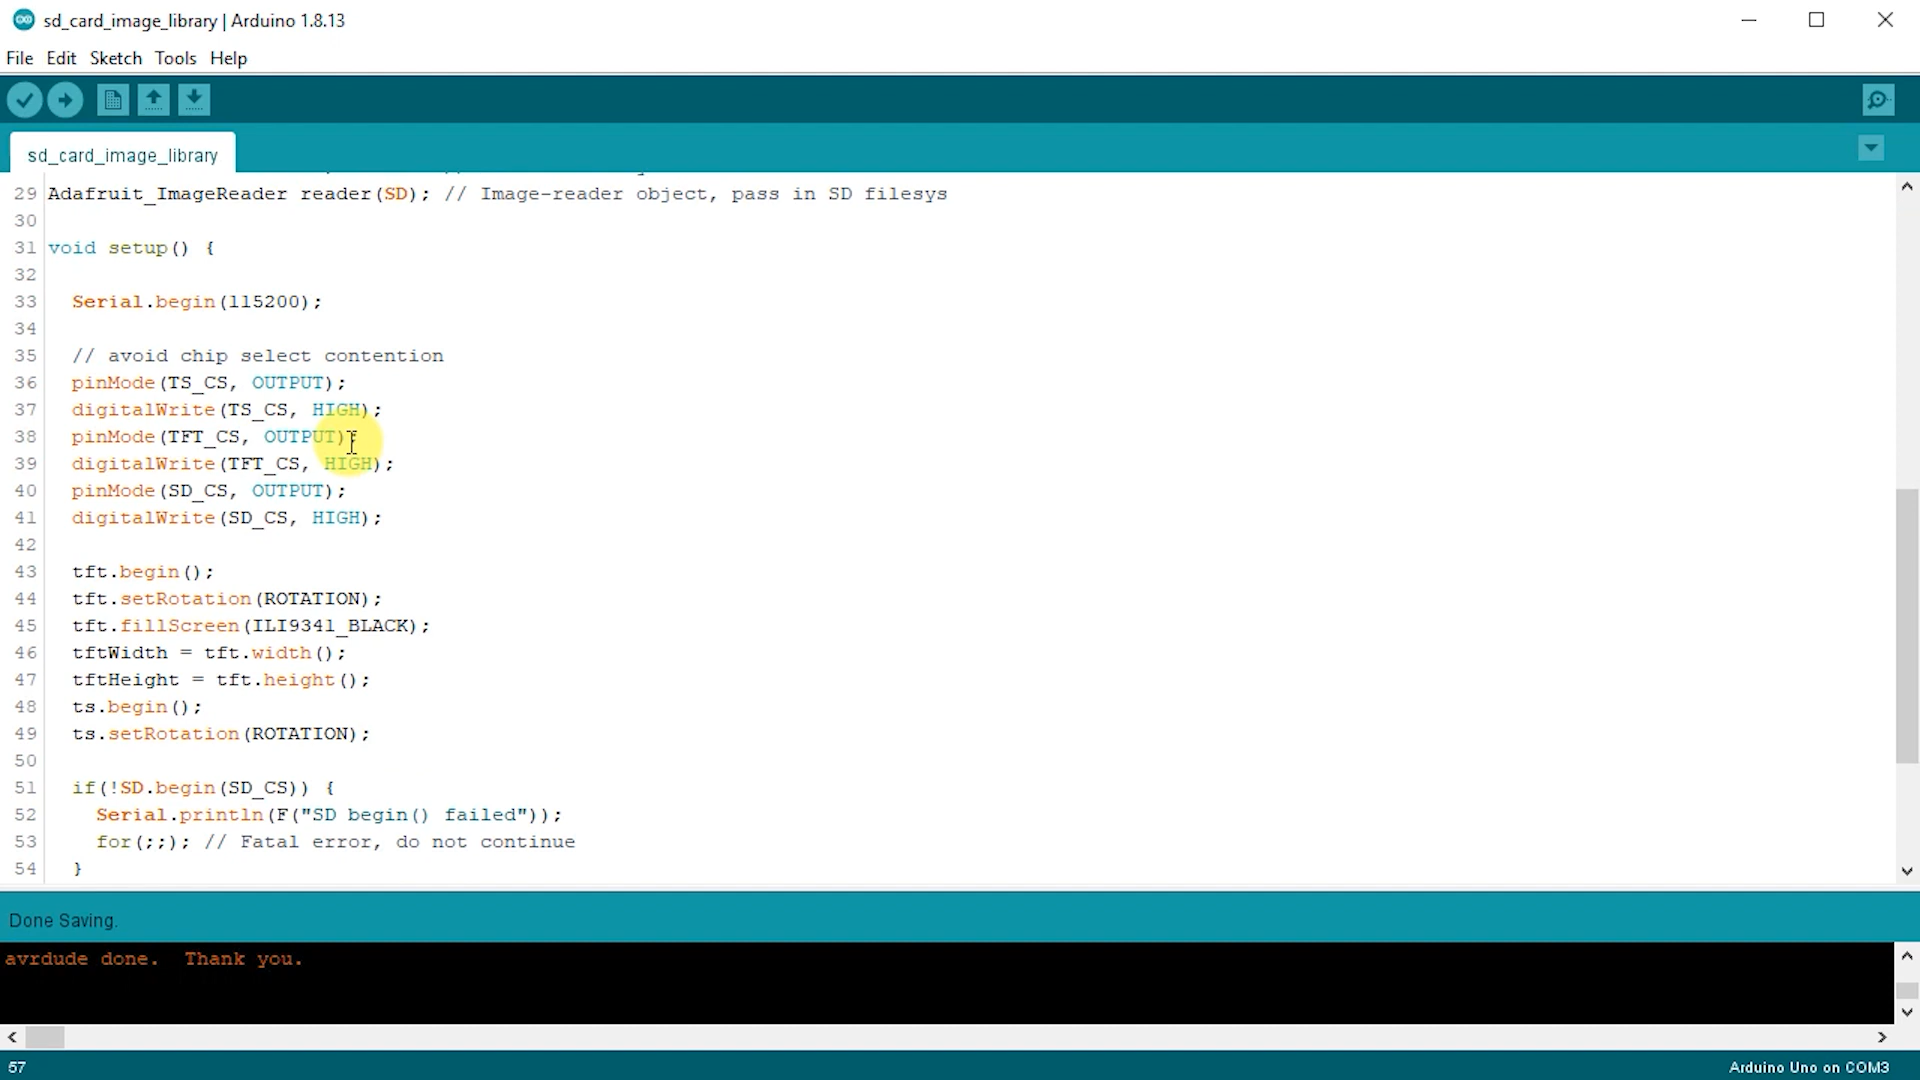 sd_card_image_library | Arduino 1.8.13
File Edit Sketch Tools Help
sd_card_image_library
29 Adafruit_ImageReader reader(SD); // Image-reader object, pass in SD filesys
30
31 void setup() {
32
33   Serial.begin(115200);
34
35   // avoid chip select contention
36   pinMode(TS_CS, OUTPUT);
37   digitalWrite(TS_CS, HIGH);
38   pinMode(TFT_CS, OUTPUT);
39   digitalWrite(TFT_CS, HIGH);
40   pinMode(SD_CS, OUTPUT);
41   digitalWrite(SD_CS, HIGH);
42
43   tft.begin();
44   tft.setRotation(ROTATION);
45   tft.fillScreen(ILI9341_BLACK);
46   tftWidth = tft.width();
47   tftHeight = tft.height();
48   ts.begin();
49   ts.setRotation(ROTATION);
50
51   if(!SD.begin(SD_CS)) {
52     Serial.println(F("SD begin() failed"));
53     for(;;); // Fatal error, do not continue
54   }
Done Saving.
avrdude done.  Thank you.
57
Arduino Uno on COM3